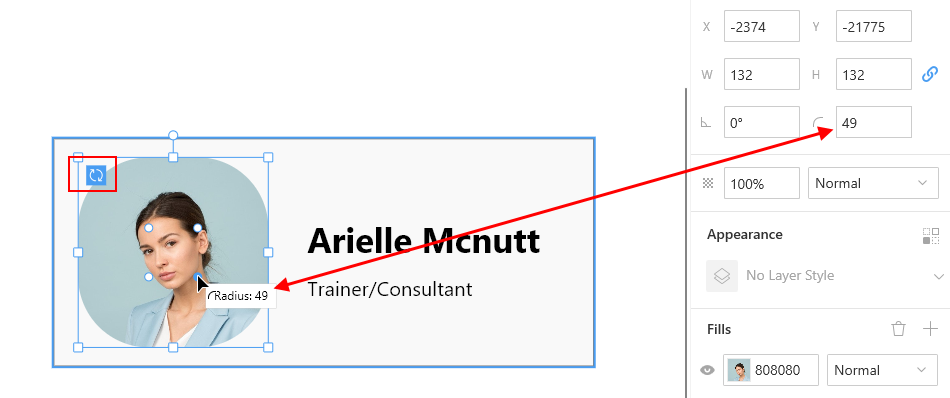 X -2374 Y -21775
W 132 H 132
0° 49
100% Normal
Appearance
No Layer Style
Fills
808080 Normal
Arielle Mcnutt
Trainer/Consultant
Radius: 49